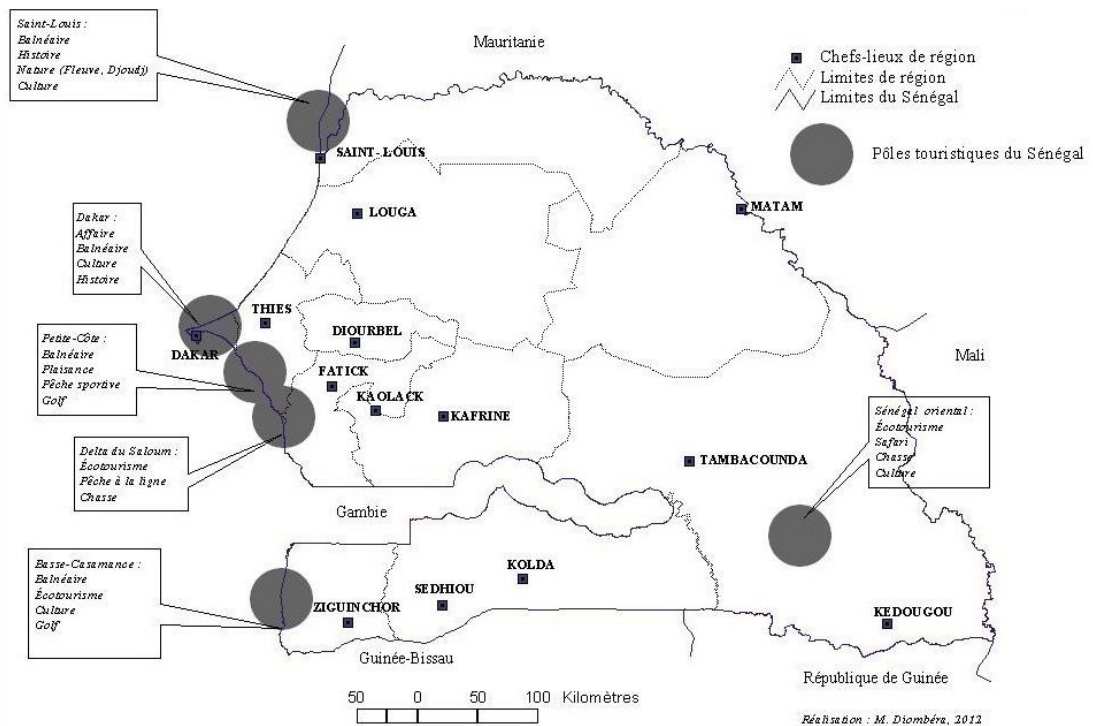 Saint-Louis :
Balnéaire
Histoire
Nature (Fleuve, Djoudj)
Culture
Mauritanie
Chefs-lieux de région
Limites de région
Limites du Sénégal
Pôles touristiques du Sénégal
SAINT-LOUIS
LOUGA
MATAM
Dakar :
Affaire
Balnéaire
Culture
Histoire
THIES
DIOURBEL
DAKAR
Petite-Côte :
Balnéaire
Plaisance
Pêche sportive
Golf
FATICK
KAOLACK
KAFRINE
Mali
Sénégal oriental :
Écotourisme
Safari
Chasse
Culture
TAMBACOUNDA
Delta du Saloum :
Écotourisme
Pêche à la ligne
Chasse
Gambie
Basse-Casamance :
Balnéaire
Écotourisme
Culture
Golf
KOLDA
SEDHIOU
ZIGUINCHOR
KEDOUGOU
Guinée-Bissau
République de Guinée
50 0 50 100 Kilomètres
Réalisation : M. Diombéra, 2012